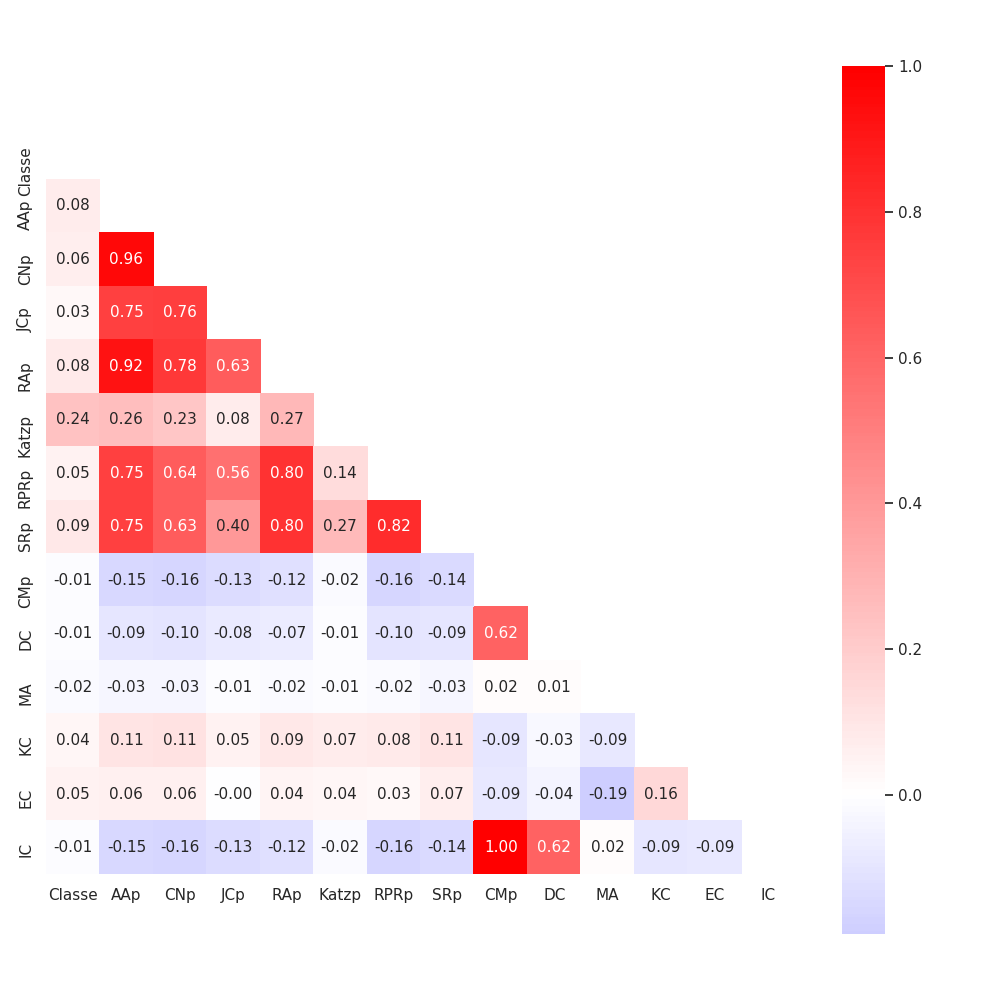 1.0
Classe
AAp 0.08
0.8
CNp 0.06 0.96
JCp 0.03 0.75 0.76
RAp 0.08 0.92 0.78 0.63
0.6
Katzp 0.24 0.26 0.23 0.08 0.27
RPRp 0.05 0.75 0.64 0.56 0.80 0.14
0.4
SRp 0.09 0.75 0.63 0.40 0.80 0.27 0.82
CMp -0.01 -0.15 -0.16 -0.13 -0.12 -0.02 -0.16 -0.14
DC -0.01 -0.09 -0.10 -0.08 -0.07 -0.01 -0.10 -0.09 0.62
0.2
MA -0.02 -0.03 -0.03 -0.01 -0.02 -0.01 -0.02 -0.03 0.02 0.01
KC 0.04 0.11 0.11 0.05 0.09 0.07 0.08 0.11 -0.09 -0.03 -0.09
EC 0.05 0.06 0.06 -0.00 0.04 0.04 0.03 0.07 -0.09 -0.04 -0.19 0.16
0.0
IC -0.01 -0.15 -0.16 -0.13 -0.12 -0.02 -0.16 -0.14 1.00 0.62 0.02 -0.09 -0.09
Classe AAp CNp JCp RAp Katzp RPRp SRp CMp DC MA KC EC IC